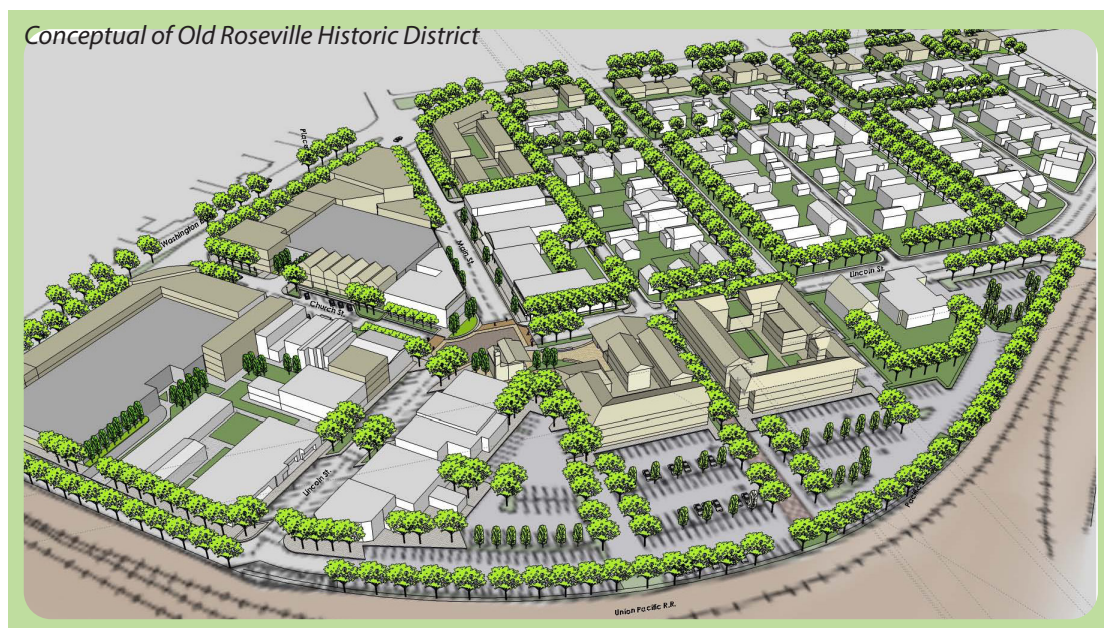 Conceptual of Old Roseville Historic District
Washington
Main St.
Church St.
Lincoln St.
Lincoln St.
Union Pacific R.R.